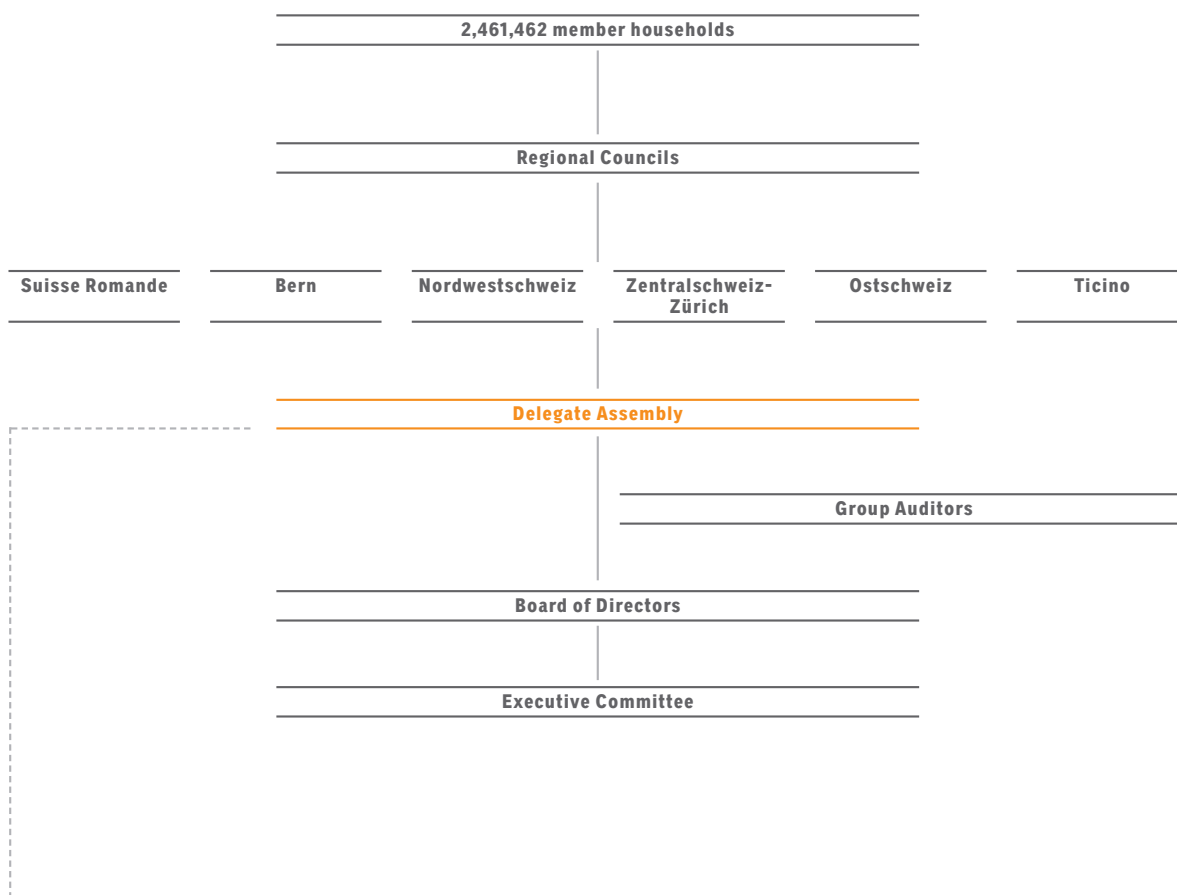 2,461,462 member households
Regional Councils
Suisse Romande
Bern
Nordwestschweiz
Zentralschweiz-
Zürich
Ostschweiz
Ticino
Delegate Assembly
Group Auditors
Board of Directors
Executive Committee